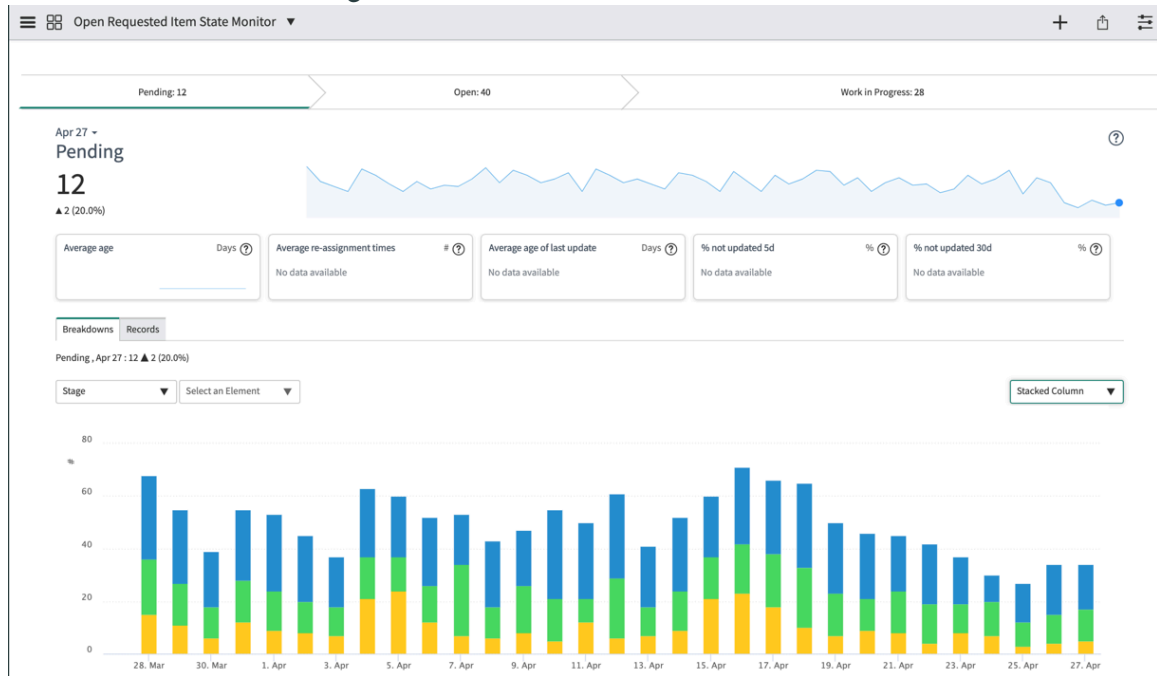 Open Requested Item State Monitor ▼
Pending: 12
Open: 40
Work in Progress: 28
Apr 27
Pending
12
▲ 2 (20.0%)
Average age Days ?
Average re-assignment times # ?
No data available
Average age of last update Days ?
No data available
% not updated 5d % ?
No data available
% not updated 30d % ?
No data available
Breakdowns Records
Pending , Apr 27 : 12 ▲ 2 (20.0%)
Stage ▼ Select an Element ▼ Stacked Column ▼
80
#
60
40
20
0
28. Mar 30. Mar 1. Apr 3. Apr 5. Apr 7. Apr 9. Apr 11. Apr 13. Apr 15. Apr 17. Apr 19. Apr 21. Apr 23. Apr 25. Apr 27. Apr